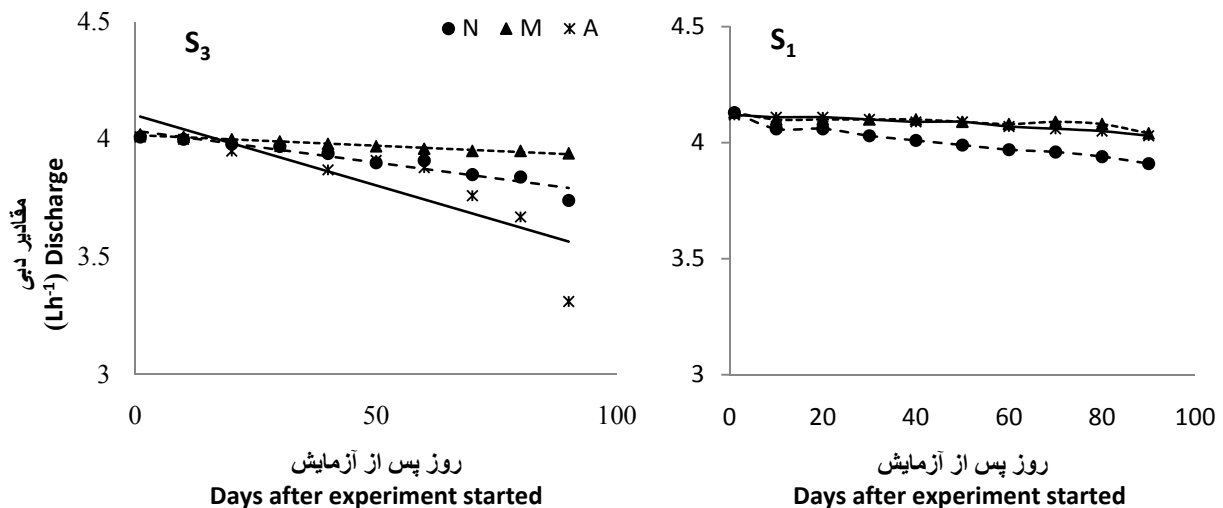 S3
N M A
4.5
4
3.5
3
0 50 100
مقادیر دبی
(Lh-1) Discharge
روز پس از آزمایش
Days after experiment started
S1
4.5
4
3.5
3
0 20 40 60 80 100
روز پس از آزمایش
Days after experiment started